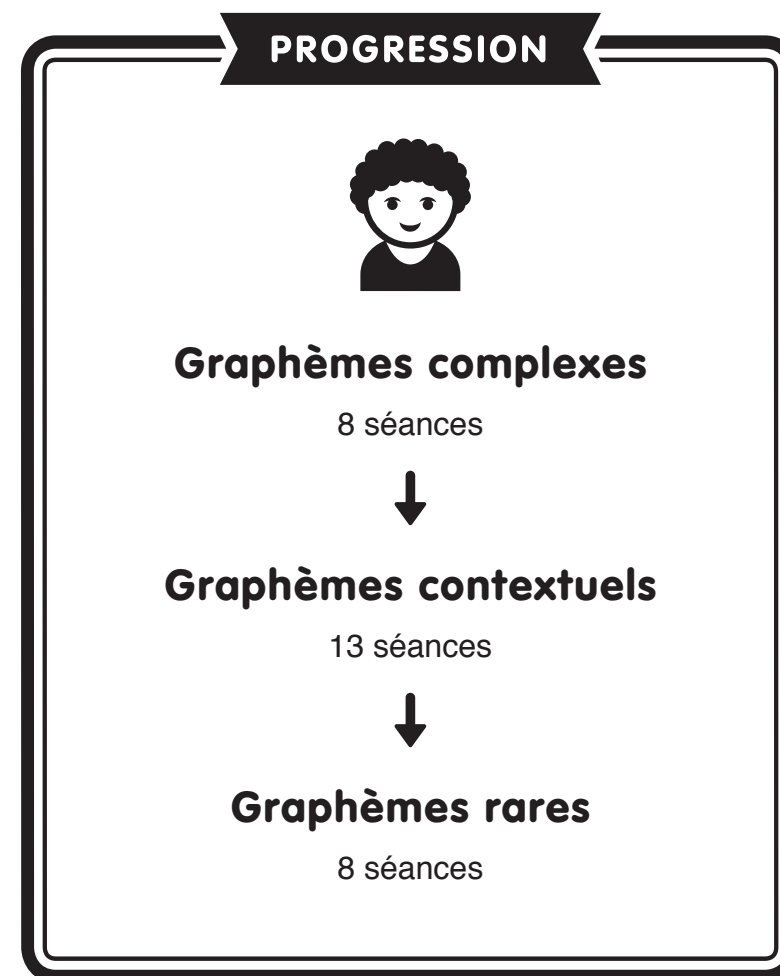 PROGRESSION
Graphèmes complexes
8 séances
Graphèmes contextuels
13 séances
Graphèmes rares
8 séances